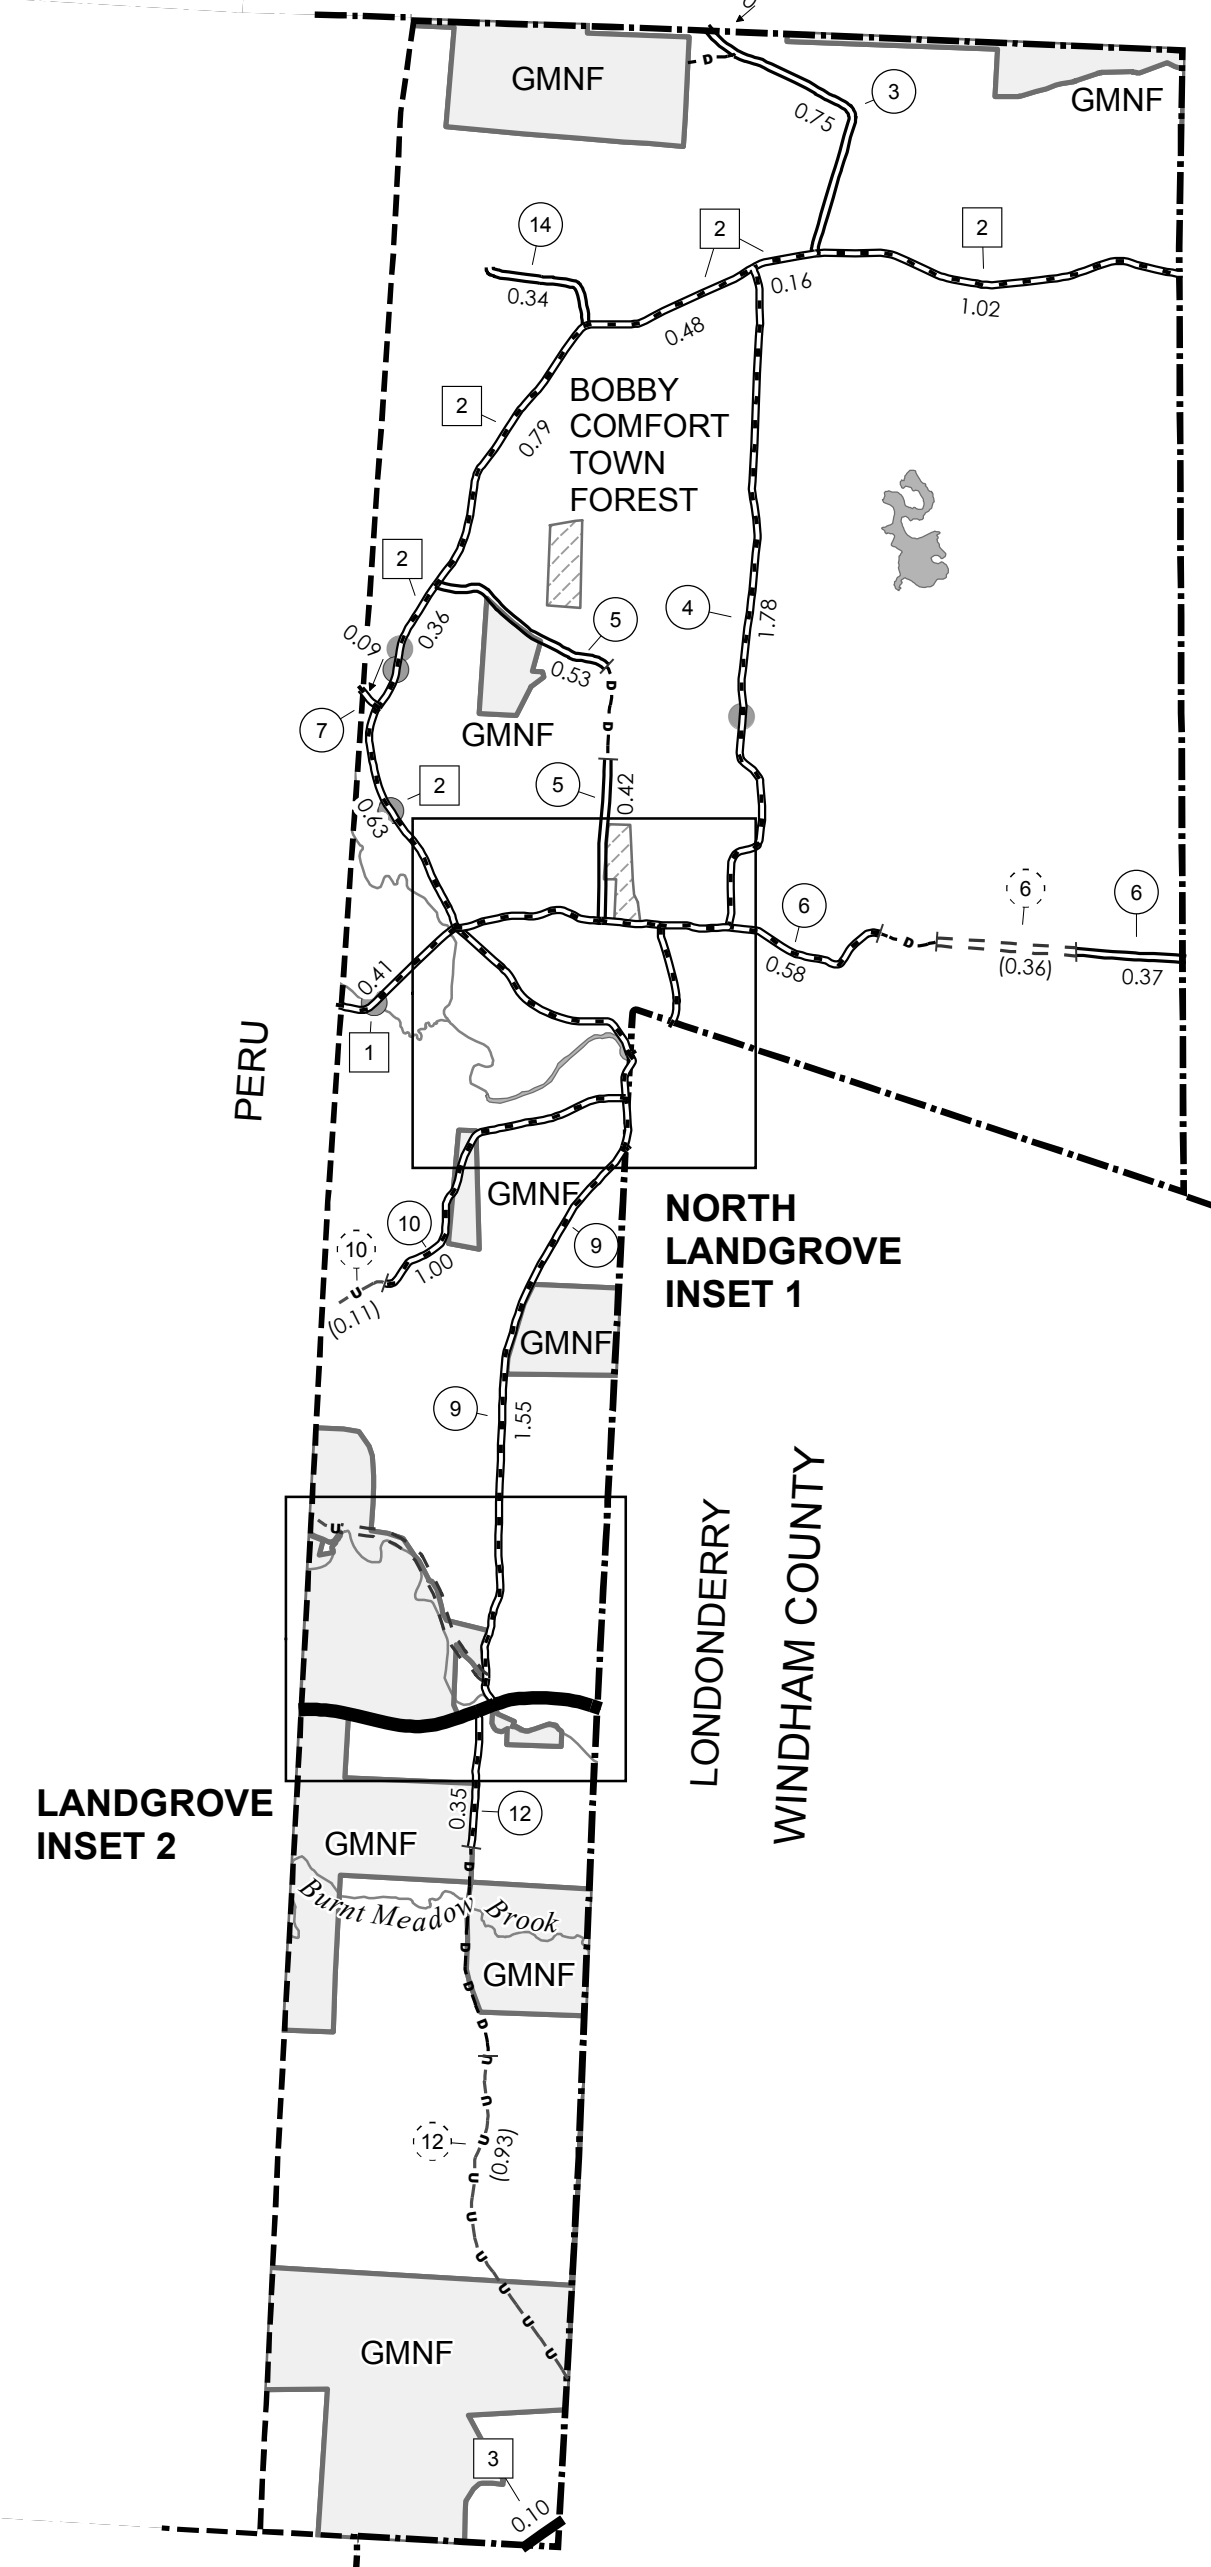 GMNF
D
3
GMNF
0.75
14
2
2
0.34
0.16
0.48
1.02
2
BOBBY
COMFORT
TOWN
FOREST
0.79
2
4
5
1.78
0.09
0.36
0.53
D
7
D
GMNF
2
5
0.42
0.63
6
6
6
D
0.58
(0.36)
0.37
0.41
1
PERU
GMNF
NORTH
LANDGROVE
INSET 1
10
9
10
1.00
U
(0.11)
GMNF
9
1.55
U
LONDONDERRY
WINDHAM COUNTY
LANDGROVE
INSET 2
0.35
12
GMNF
D
Burnt Meadow Brook
D
GMNF
D
D
U
U
12
U
(0.93)
U
U
U
U
U
U
GMNF
3
0.10